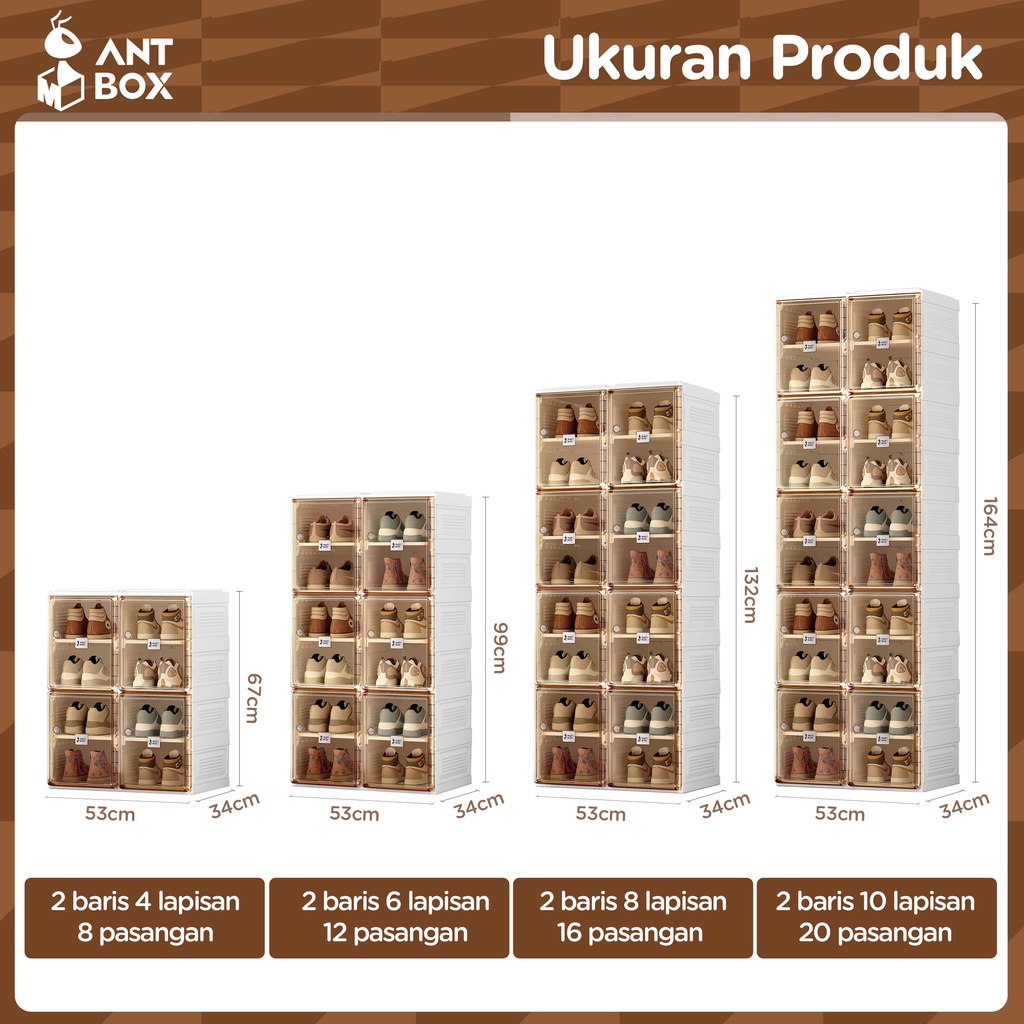 ANT
BOX
Ukuran Produk
67cm
53cm
34cm
99cm
53cm
34cm
132cm
53cm
34cm
164cm
53cm
34cm
2 baris 4 lapisan
8 pasangan
2 baris 6 lapisan
12 pasangan
2 baris 8 lapisan
16 pasangan
2 baris 10 lapisan
20 pasangan